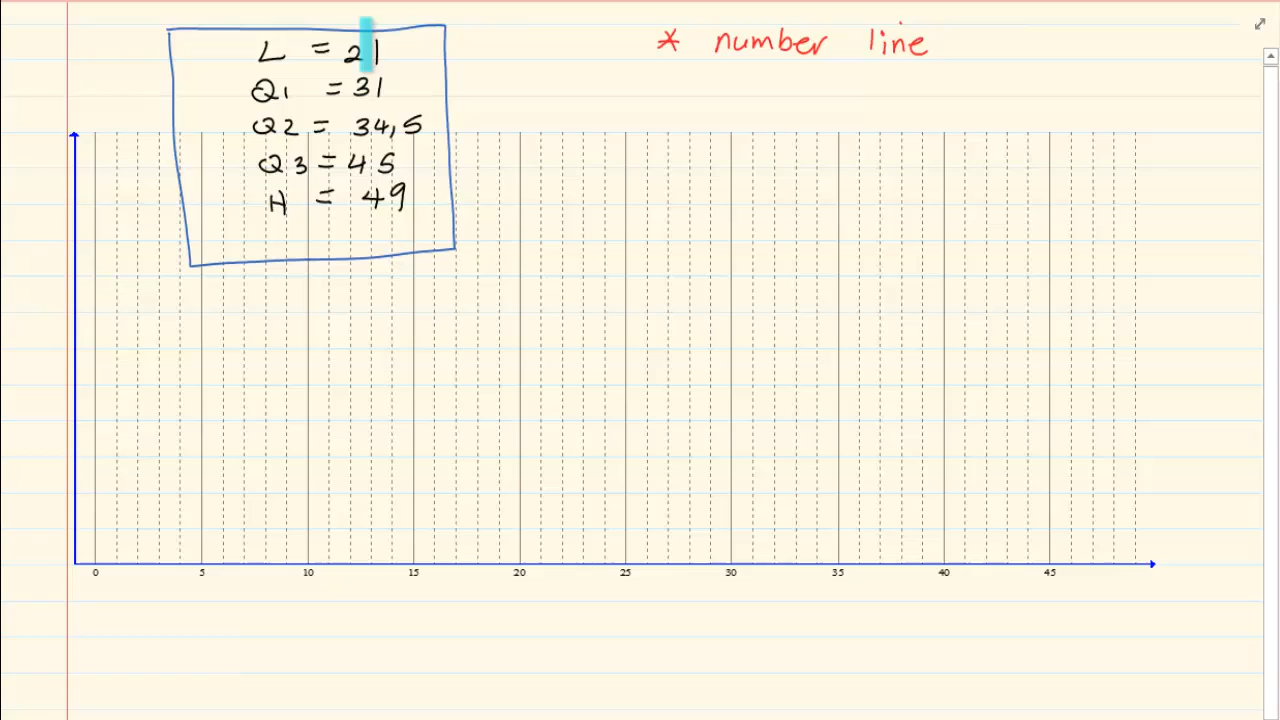 L = 21
* number line
Q1 = 31
Q2 = 34,5
Q3 = 45
H = 49
0 5 10 15 20 25 30 35 40 45